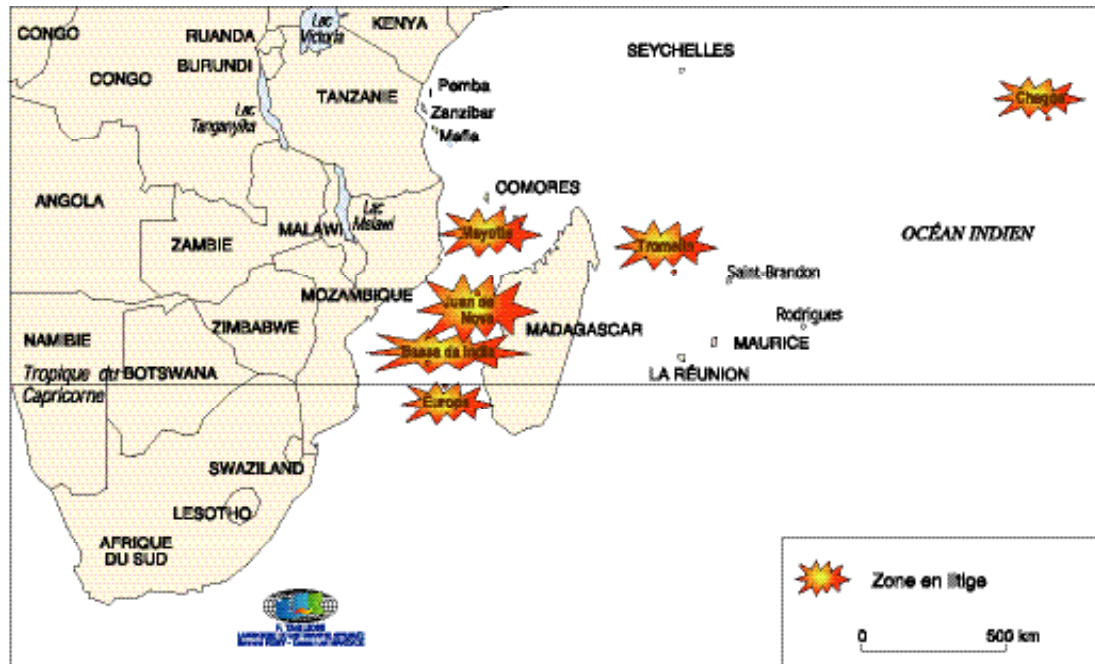 CONGO
RUANDA
Lac
Victoria
KENYA
BURUNDI
CONGO
TANZANIE
Pemba
Zanzibar
Mafia
Lac
Tanganyika
SEYCHELLES
Chagos
ANGOLA
COMORES
MALAWI
Lac
Malawi
ZAMBIE
Mayotte
Tromelin
OCÉAN INDIEN
Saint-Brandon
MOZAMBIQUE
Juan de
Nova
MADAGASCAR
Rodrigues
NAMIBIE
ZIMBABWE
MAURICE
Bassa da India
Tropique du
Capricorne
BOTSWANA
LA RÉUNION
Europa
SWAZILAND
LESOTHO
AFRIQUE
DU SUD
Zone en litige
0 500 km